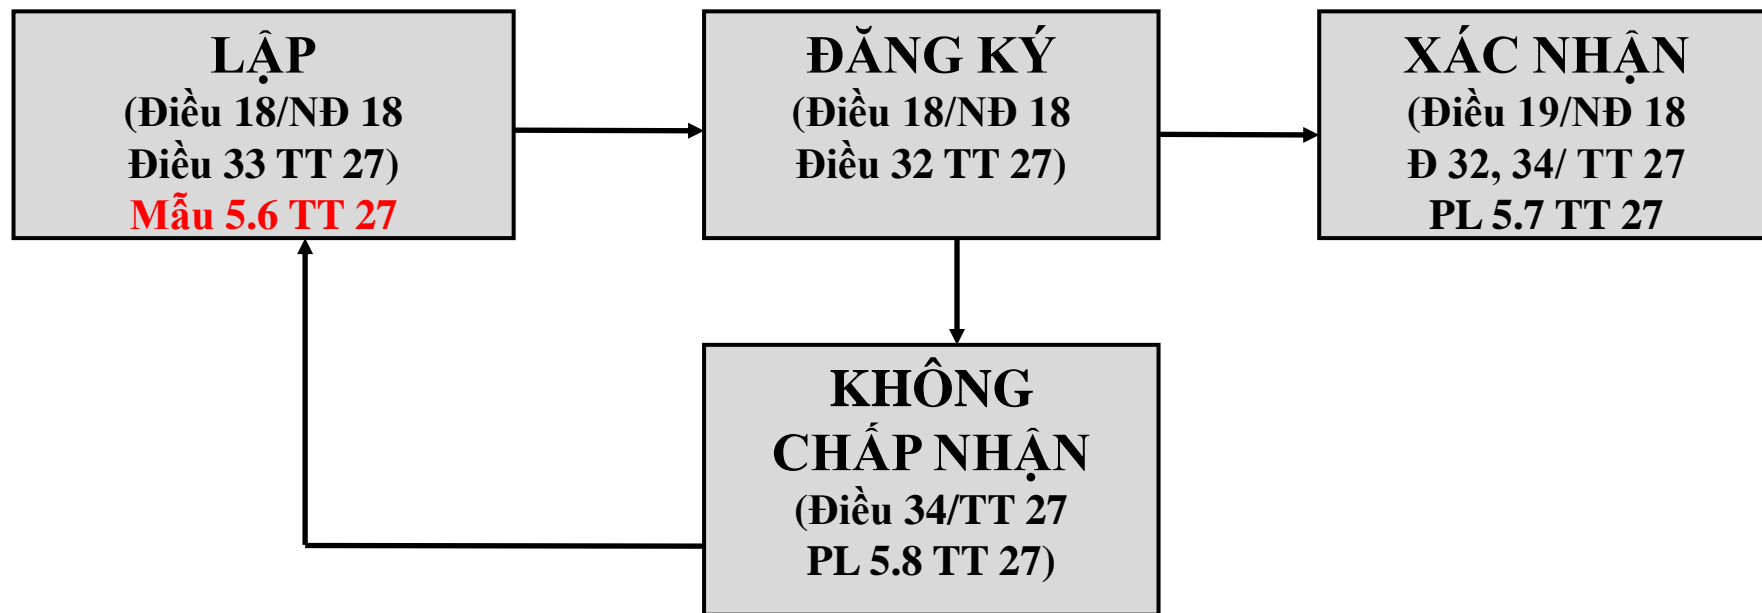 LẬP
(Điều 18/NĐ 18
Điều 33 TT 27)
Mẫu 5.6 TT 27
ĐĂNG KÝ
(Điều 18/NĐ 18
Điều 32 TT 27)
XÁC NHẬN
(Điều 19/NĐ 18
Đ 32, 34/ TT 27
PL 5.7 TT 27
KHÔNG
CHẤP NHẬN
(Điều 34/TT 27
PL 5.8 TT 27)